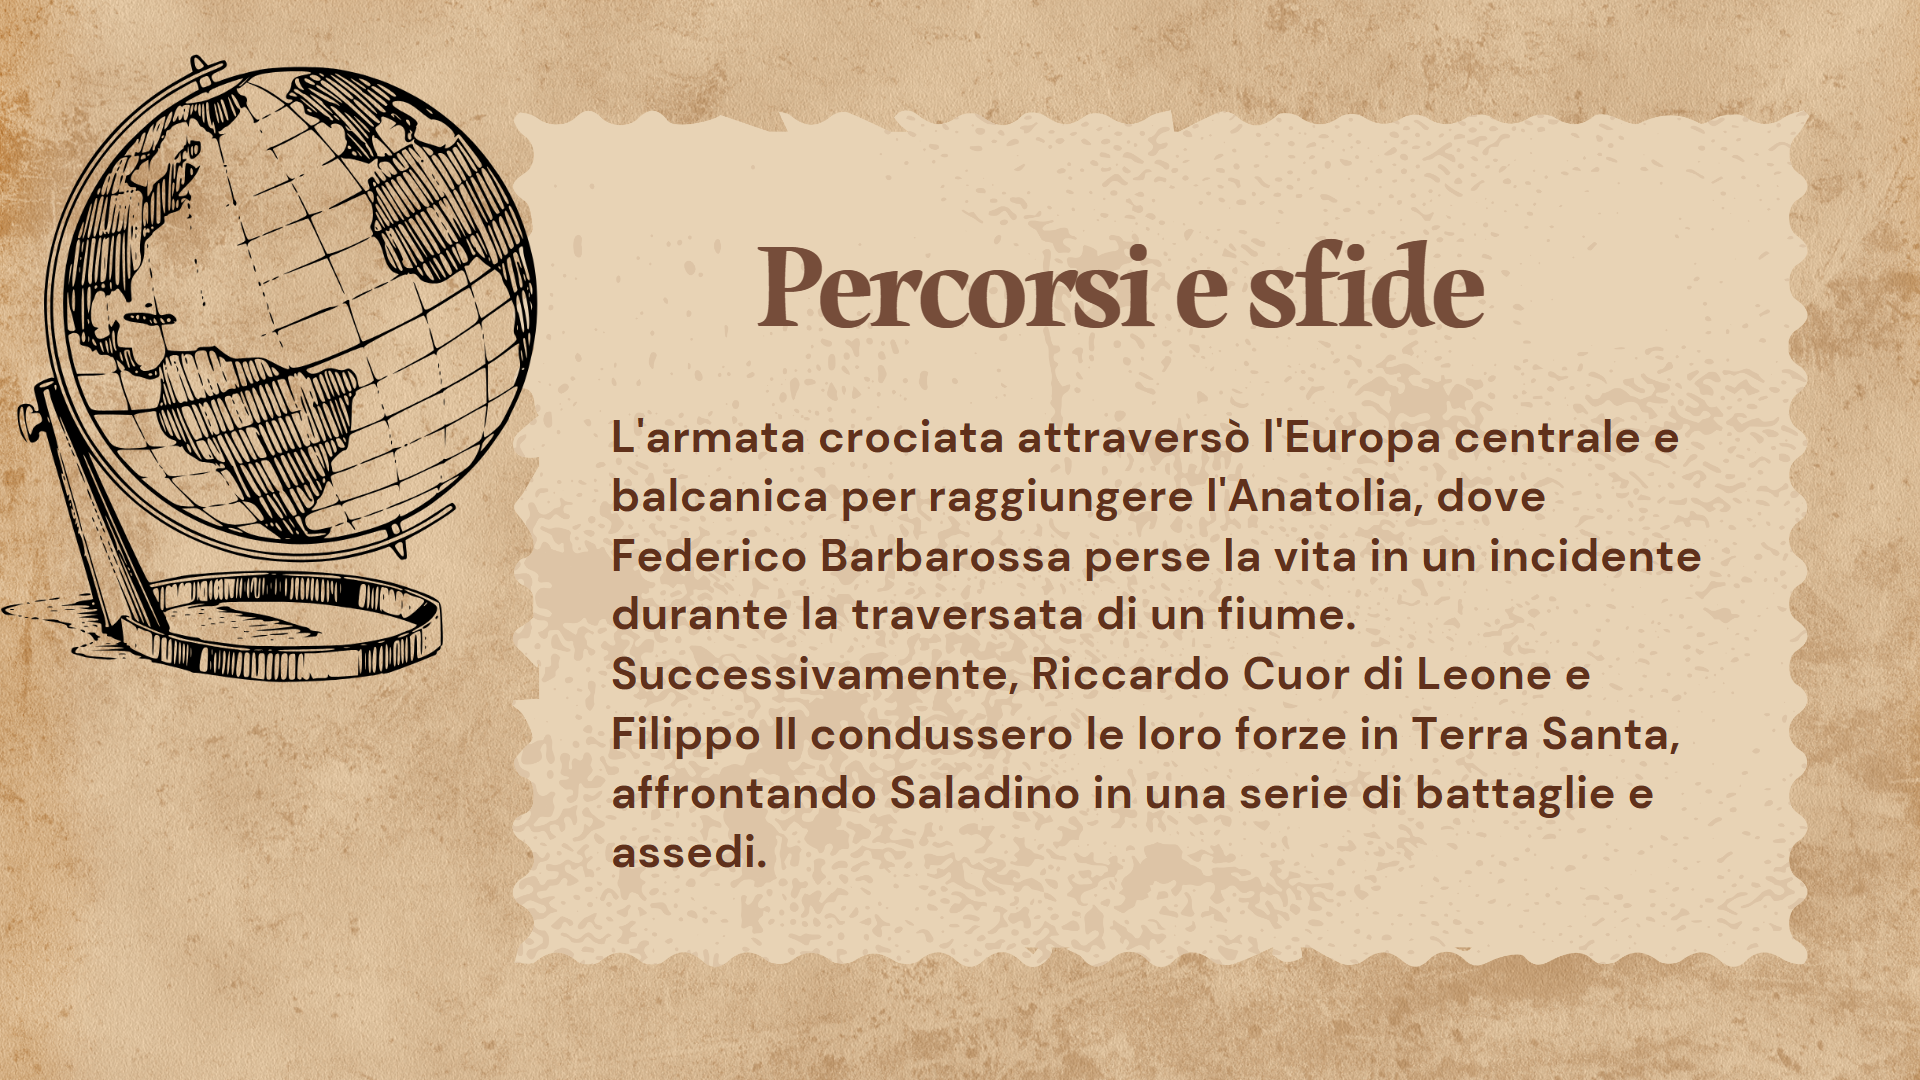 Percorsi e sfide
L'armata crociata attraversò l'Europa centrale e
balcanica per raggiungere l'Anatolia, dove
Federico Barbarossa perse la vita in un incidente
durante la traversata di un fiume.
Successivamente, Riccardo Cuor di Leone e
Filippo II condussero le loro forze in Terra Santa,
affrontando Saladino in una serie di battaglie e
assedi.